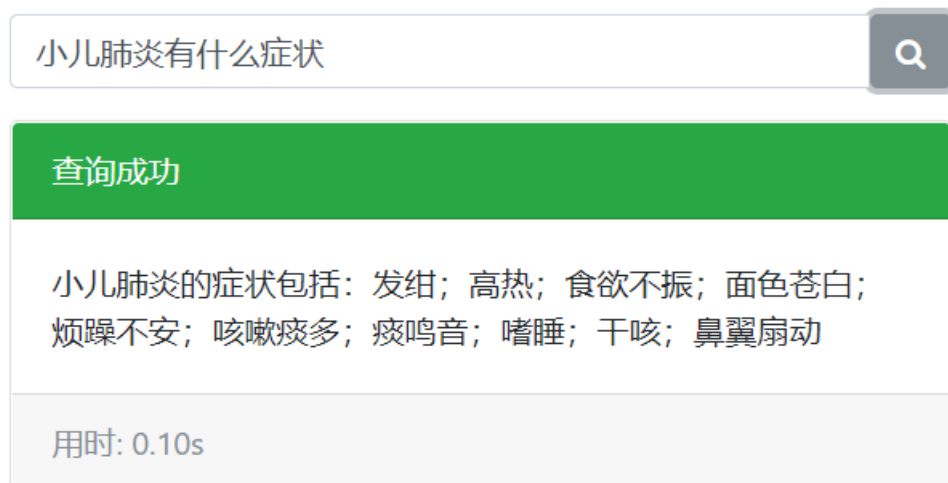 小儿肺炎有什么症状
查询成功
小儿肺炎的症状包括：发绀；高热；食欲不振；面色苍白；
烦躁不安；咳嗽痰多；痰鸣音；嗜睡；干咳；鼻翼扇动
用时: 0.10s